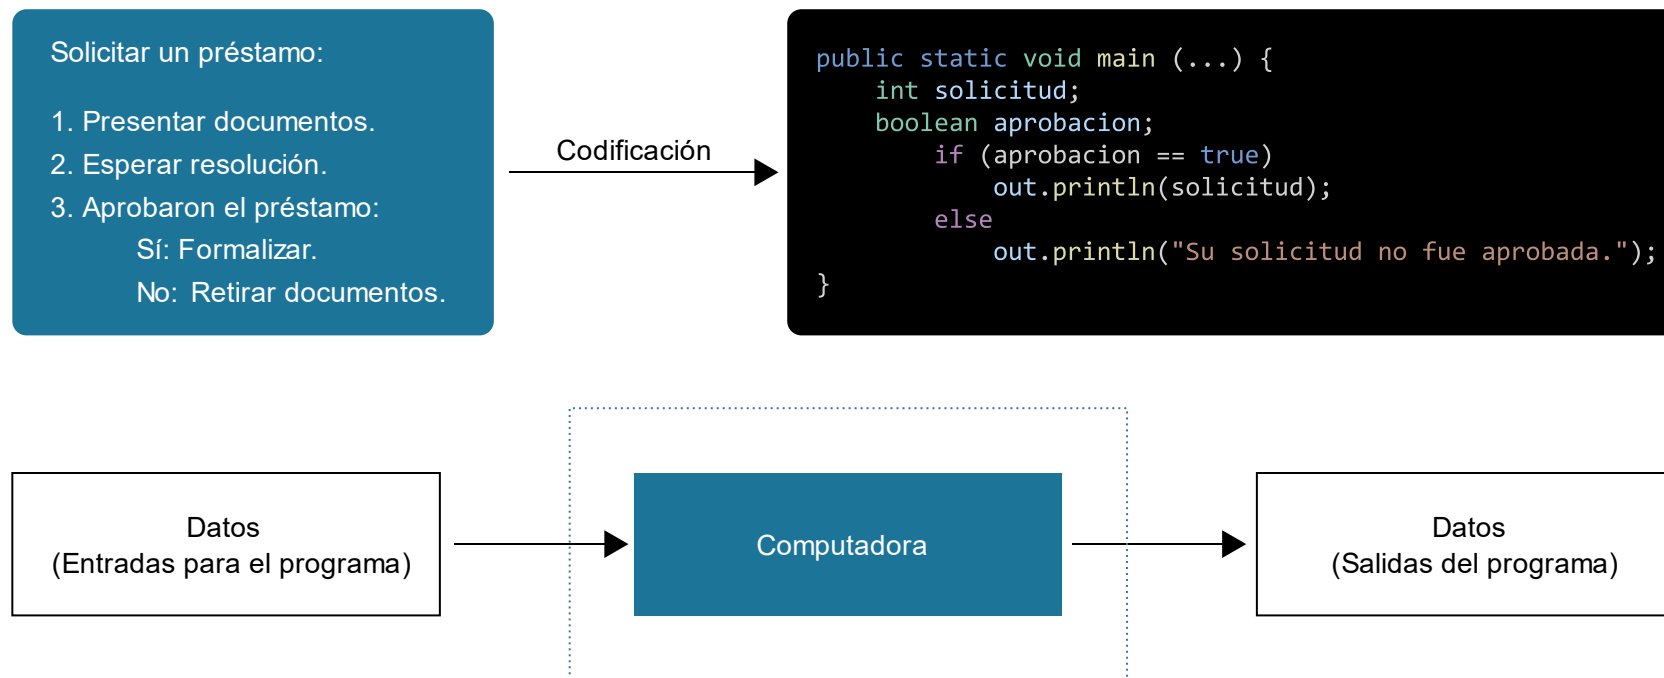 Solicitar un préstamo:
1. Presentar documentos.
2. Esperar resolución.
3. Aprobaron el préstamo:
Sí: Formalizar.
No: Retirar documentos.
Codificación
public static void main (...) {
    int solicitud;
    boolean aprobacion;
        if (aprobacion == true)
            out.println(solicitud);
        else
            out.println("Su solicitud no fue aprobada.");
}
Datos
(Entradas para el programa)
Computadora
Datos
(Salidas del programa)